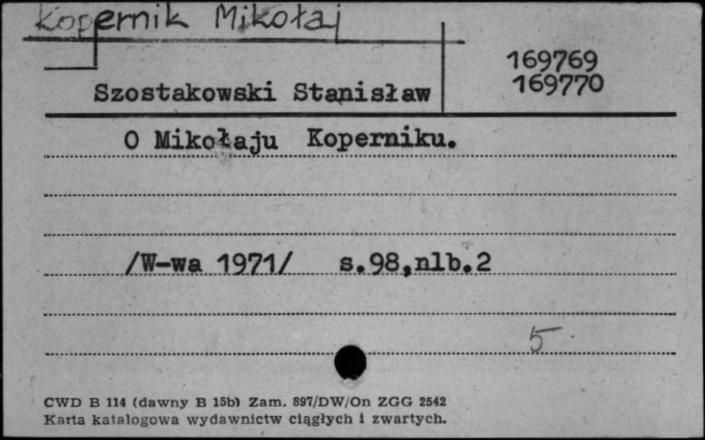 Kopernik Mikołaj
169769
169770
Szostakowski Stanisław
O Mikołaju Koperniku.
/W-wa 1971/ s.98,nlb.2
5
CWD B 114 (dawny B 15b) Zam. 897/DW/On ZGG 2542
Karta katalogowa wydawnictw ciągłych i zwartych.